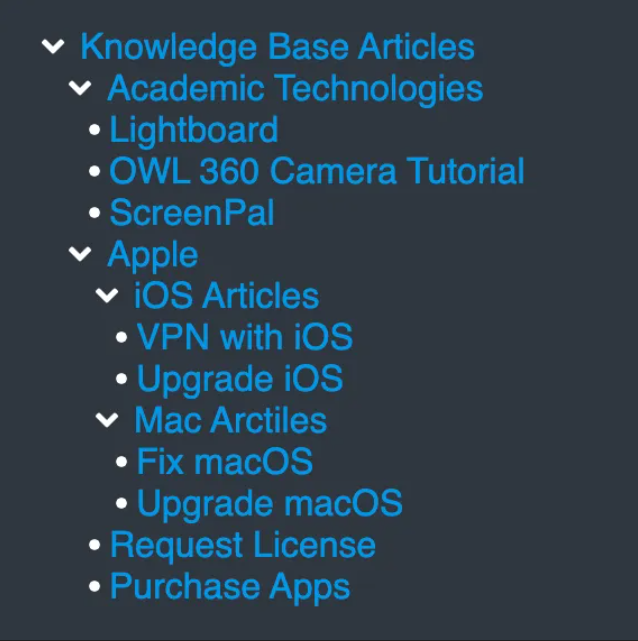 Knowledge Base Articles
Academic Technologies
Lightboard
OWL 360 Camera Tutorial
ScreenPal
Apple
iOS Articles
VPN with iOS
Upgrade iOS
Mac Arctiles
Fix macOS
Upgrade macOS
Request License
Purchase Apps